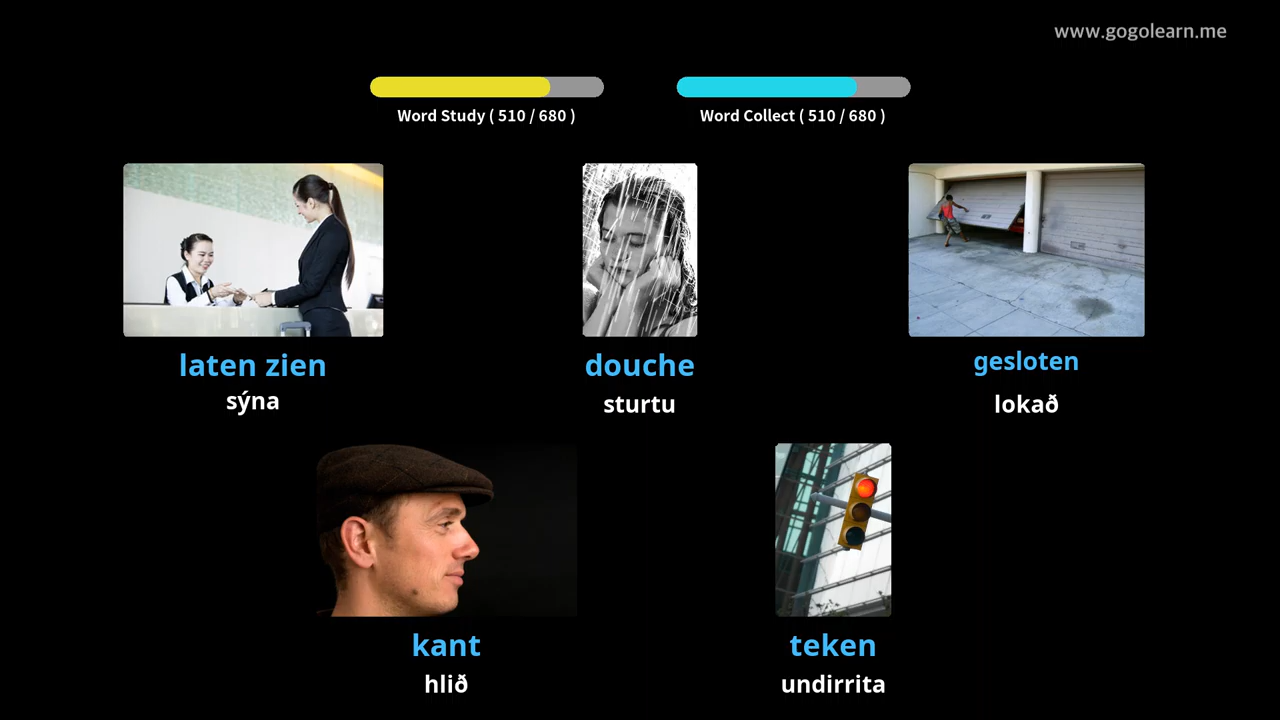 www.gogolearn.me
Word Study ( 510 / 680 )
Word Collect ( 510 / 680 )
laten zien
sýna
douche
sturtu
gesloten
lokað
kant
hlið
teken
undirrita